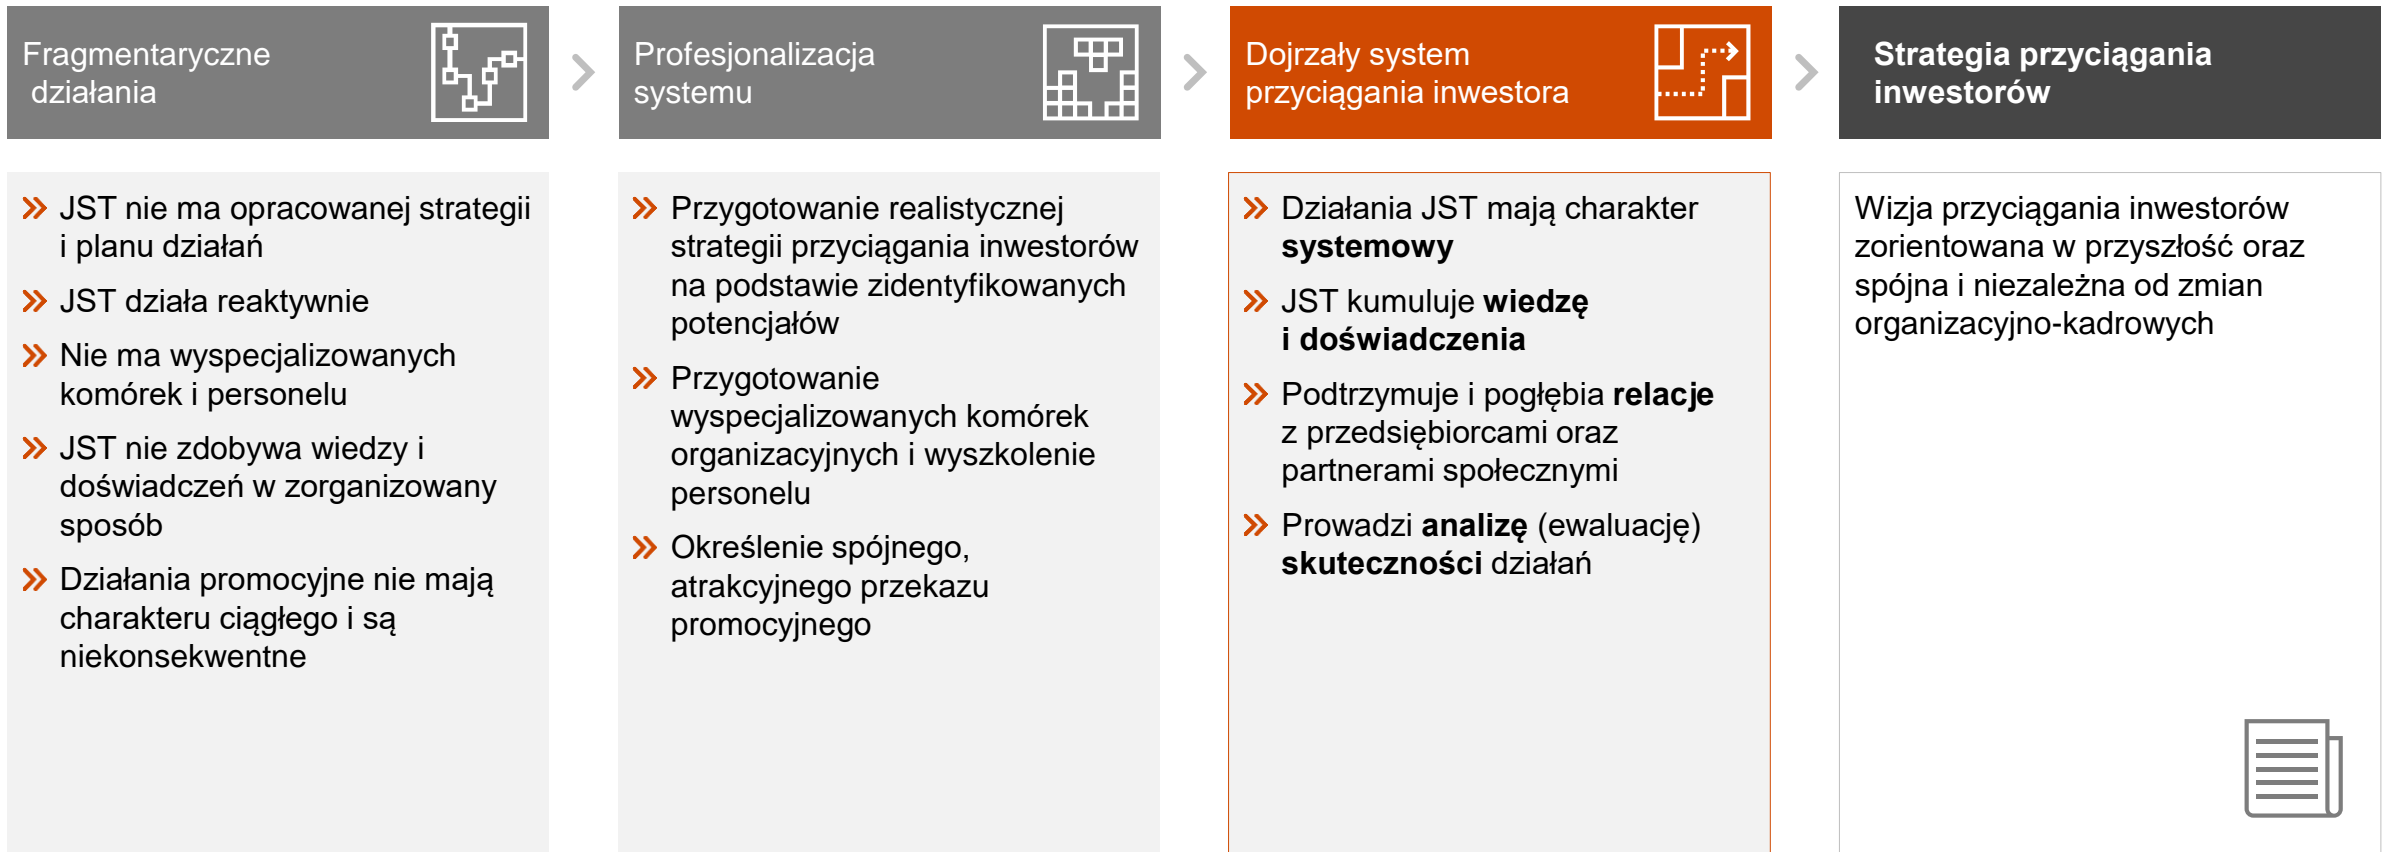 Fragmentaryczne
działania
Profesjonalizacja
systemu
Dojrzały system
przyciągania inwestora
Strategia przyciągania
inwestorów
JST nie ma opracowanej strategii
i planu działań
JST działa reaktywnie
Nie ma wyspecjalizowanych
komórek i personelu
JST nie zdobywa wiedzy i
doświadczeń w zorganizowany
sposób
Działania promocyjne nie mają
charakteru ciągłego i są
niekonsekwentne
Przygotowanie realistycznej
strategii przyciągania inwestorów
na podstawie zidentyfikowanych
potencjałów
Przygotowanie
wyspecjalizowanych komórek
organizacyjnych i wyszkolenie
personelu
Określenie spójnego,
atrakcyjnego przekazu
promocyjnego
Działania JST mają charakter
systemowy
JST kumuluje wiedzę
i doświadczenia
Podtrzymuje i pogłębia relacje
z przedsiębiorcami oraz
partnerami społecznymi
Prowadzi analizę (ewaluację)
skuteczności działań
Wizja przyciągania inwestorów
zorientowana w przyszłość oraz
spójna i niezależna od zmian
organizacyjno-kadrowych